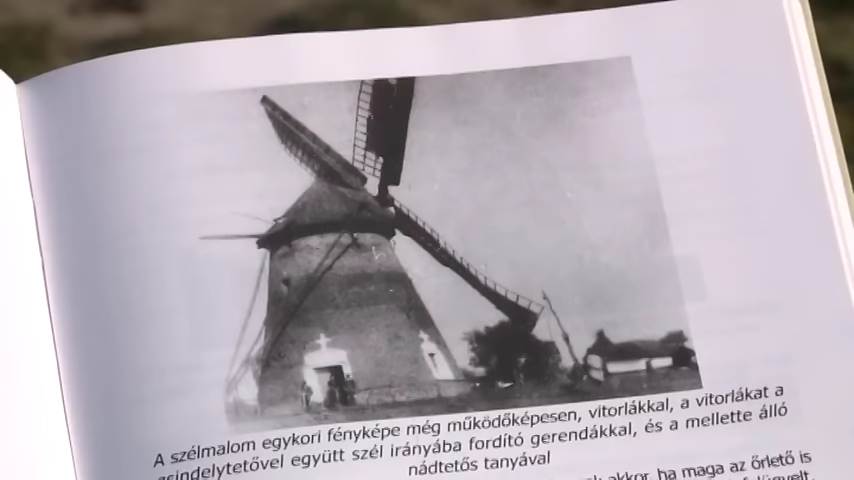 A szélmalom egykori fényképe még működőképesen, vitorlákkal, a vitorlákat a
zsindelytetővel együtt szél irányába fordító gerendákkal, és a mellette álló
nádtetős tanyával
akkor, ha maga az őrlető is